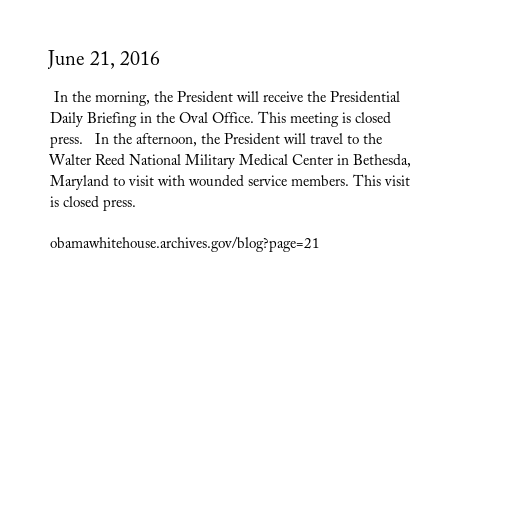 June 21, 2016
In the morning, the President will receive the Presidential
Daily Briefing in the Oval Office. This meeting is closed
press.   In the afternoon, the President will travel to the
Walter Reed National Military Medical Center in Bethesda,
Maryland to visit with wounded service members. This visit
is closed press.
obamawhitehouse.archives.gov/blog?page=21